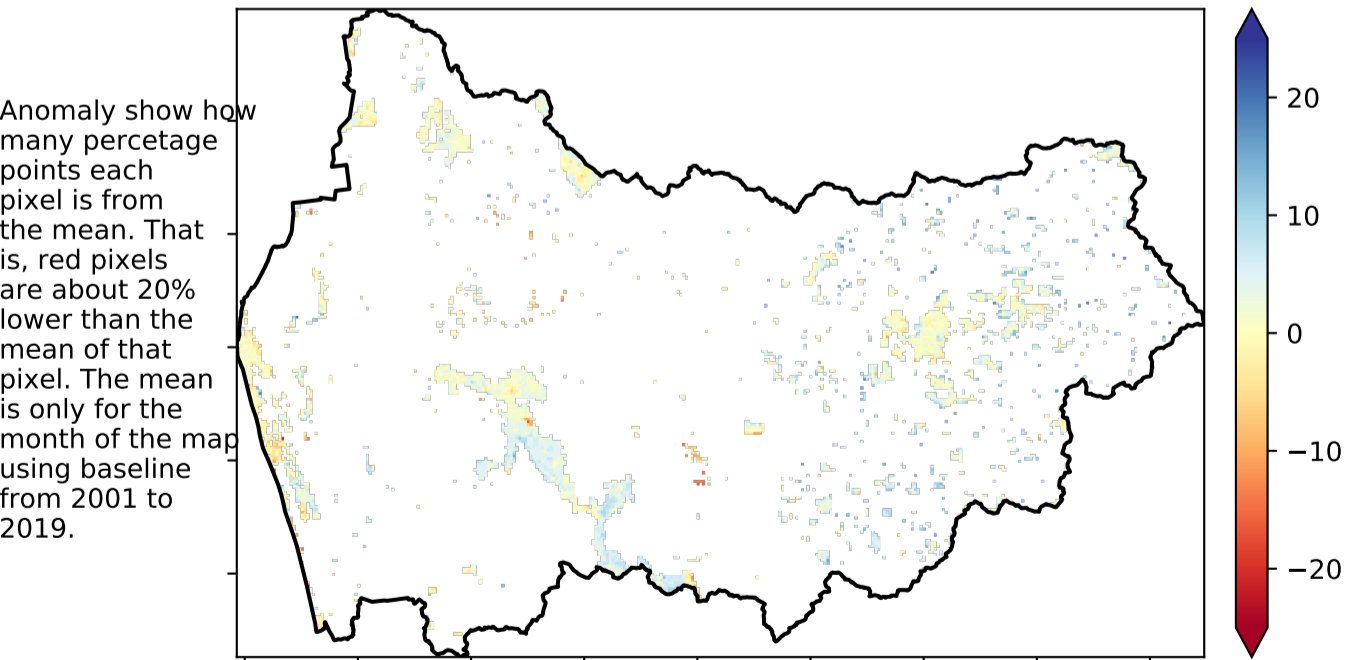 Anomaly show how
many percetage
points each
pixel is from
the mean. That
is, red pixels
are about 20%
lower than the
mean of that
pixel. The mean
is only for the
month of the map
using baseline
from 2001 to
2019.
20
10
0
−10
−20